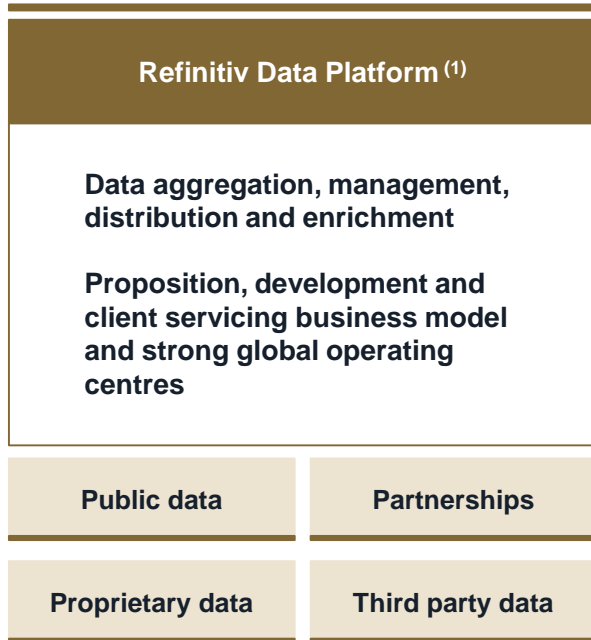 Refinitiv Data Platform (1)
Data aggregation, management,
distribution and enrichment
Proposition, development and
client servicing business model
and strong global operating
centres
Public data
Partnerships
Proprietary data
Third party data